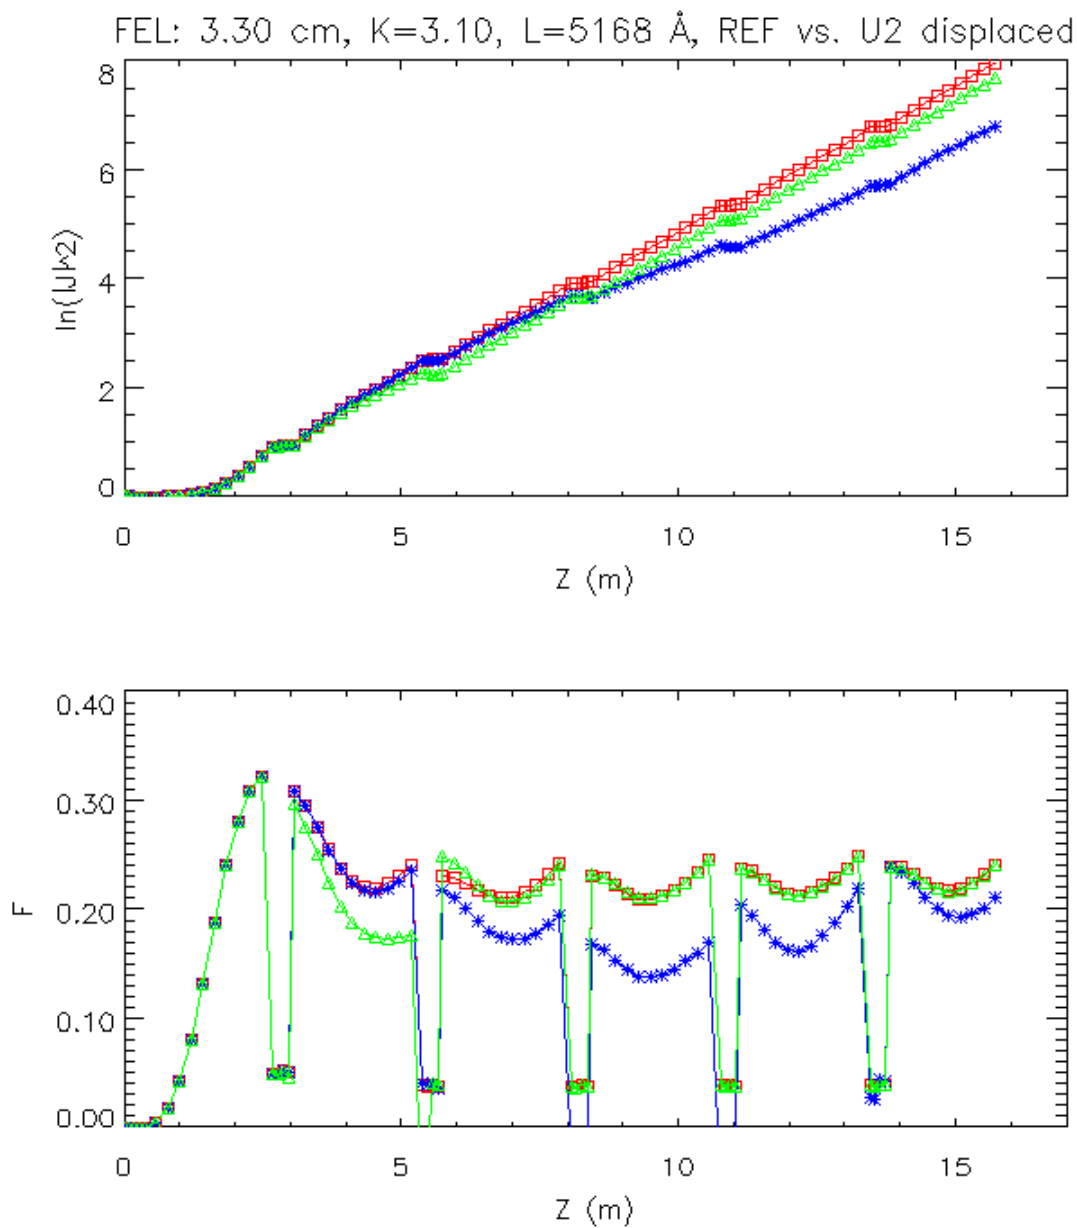 FEL: 3.30 cm, K=3.10, L=5168 Å, REF vs. U2 displaced
8
6
4
2
0
ln(|J|^2)
0 5 10 15
Z (m)
0.40
0.30
0.20
0.10
0.00
F
0 5 10 15
Z (m)